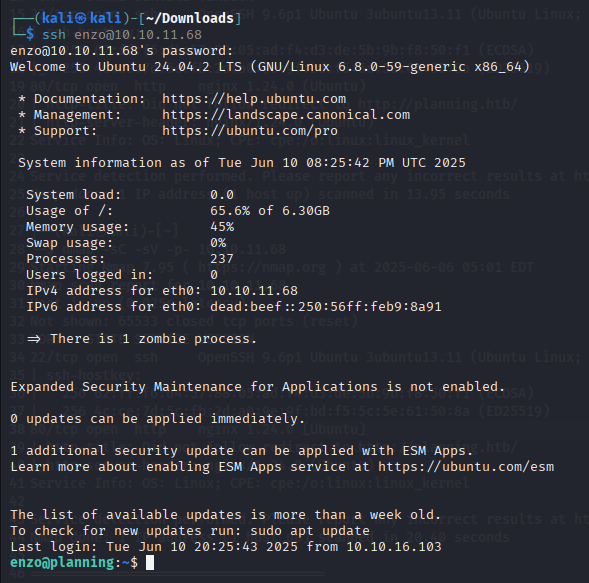 ┌──(kali㉿kali)-[~/Downloads]
└─$ ssh enzo@10.10.11.68
enzo@10.10.11.68's password:
Welcome to Ubuntu 24.04.2 LTS (GNU/Linux 6.8.0-59-generic x86_64)
* Documentation:  https://help.ubuntu.com
* Management:     https://landscape.canonical.com
* Support:        https://ubuntu.com/pro
System information as of Tue Jun 10 08:25:42 PM UTC 2025
System load:           0.0
Usage of /:            65.6% of 6.30GB
Memory usage:          45%
Swap usage:            0%
Processes:             237
Users logged in:       0
IPv4 address for eth0: 10.10.11.68
IPv6 address for eth0: dead:beef::250:56ff:feb9:8a91
=> There is 1 zombie process.
Expanded Security Maintenance for Applications is not enabled.
0 updates can be applied immediately.
1 additional security update can be applied with ESM Apps.
Learn more about enabling ESM Apps service at https://ubuntu.com/esm
The list of available updates is more than a week old.
To check for new updates run: sudo apt update
Last login: Tue Jun 10 20:25:43 2025 from 10.10.16.103
enzo@planning:~$